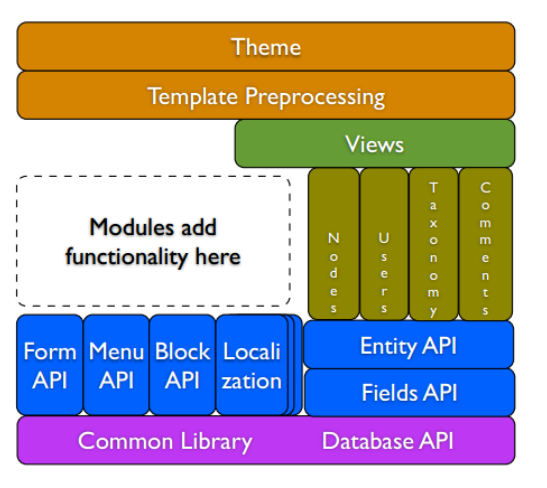 Theme
Template Preprocessing
Views
Modules add
functionality here
Nodes
Users
Taxonomy
Comments
Form
API
Menu
API
Block
API
Locali
zation
Entity API
Fields API
Common Library
Database API